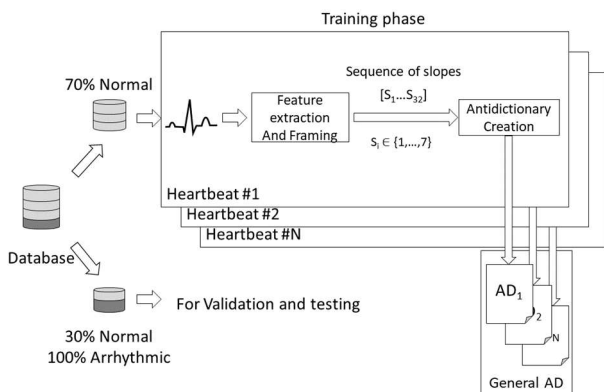 Training phase
70% Normal
Sequence of slopes
[S1...S32]
Feature
extraction
And Framing
Antidictionary
Creation
Si ∈ {1,...,7}
Heartbeat #1
Heartbeat #2
Heartbeat #N
Database
For Validation and testing
30% Normal
100% Arrhythmic
AD1
2
N
General AD